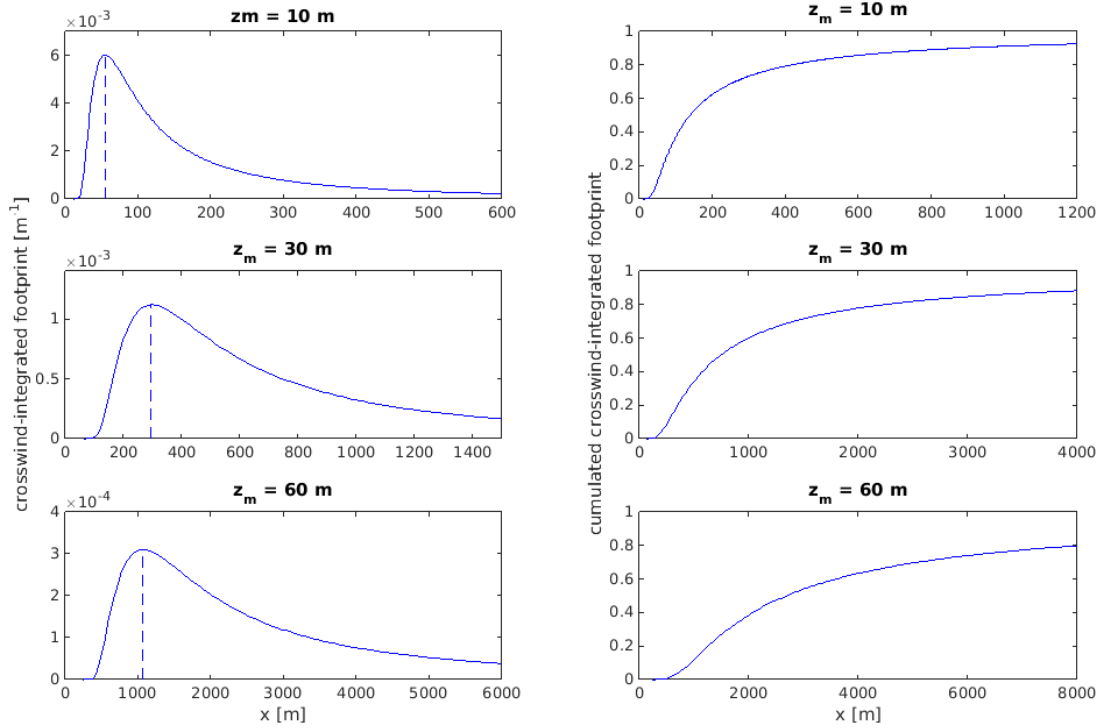 zm = 10 m
×10-3
6
4
2
0
0 100 200 300 400 500 600
z m = 30 m
×10-3
1
0.5
0
0 200 400 600 800 1000 1200 1400
z m = 60 m
×10-4
4
3
2
1
0
0 1000 2000 3000 4000 5000 6000
x [m]
crosswind-integrated footprint [m-1]
z m = 10 m
1
0.8
0.6
0.4
0.2
0
0 200 400 600 800 1000 1200
z m = 30 m
1
0.8
0.6
0.4
0.2
0
0 1000 2000 3000 4000
z m = 60 m
1
0.8
0.6
0.4
0.2
0
0 2000 4000 6000 8000
x [m]
cumulated crosswind-integrated footprint